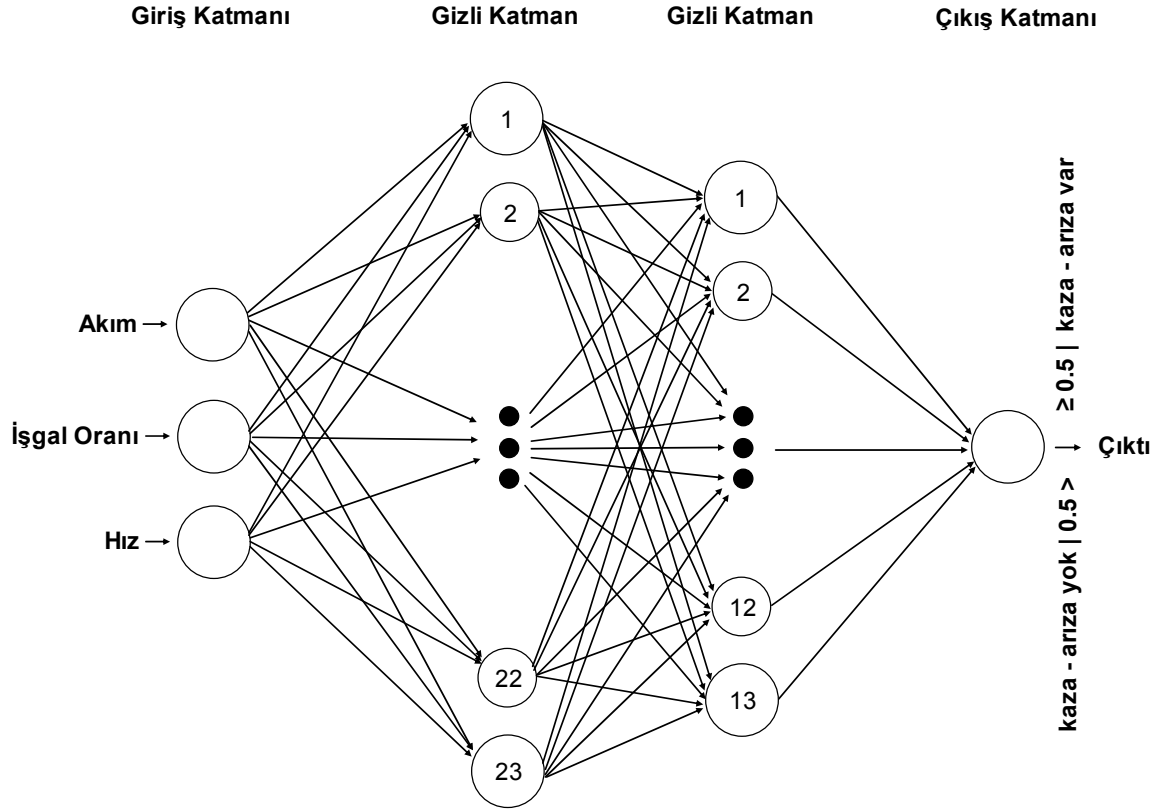 Giriş Katmanı
Gizli Katman
Gizli Katman
Çıkış Katmanı
1
2
22
23
1
2
12
13
Akım
İşgal Oranı
Hız
≥ 0.5 | kaza - arıza var
kaza - arıza yok | 0.5 >
Çıktı